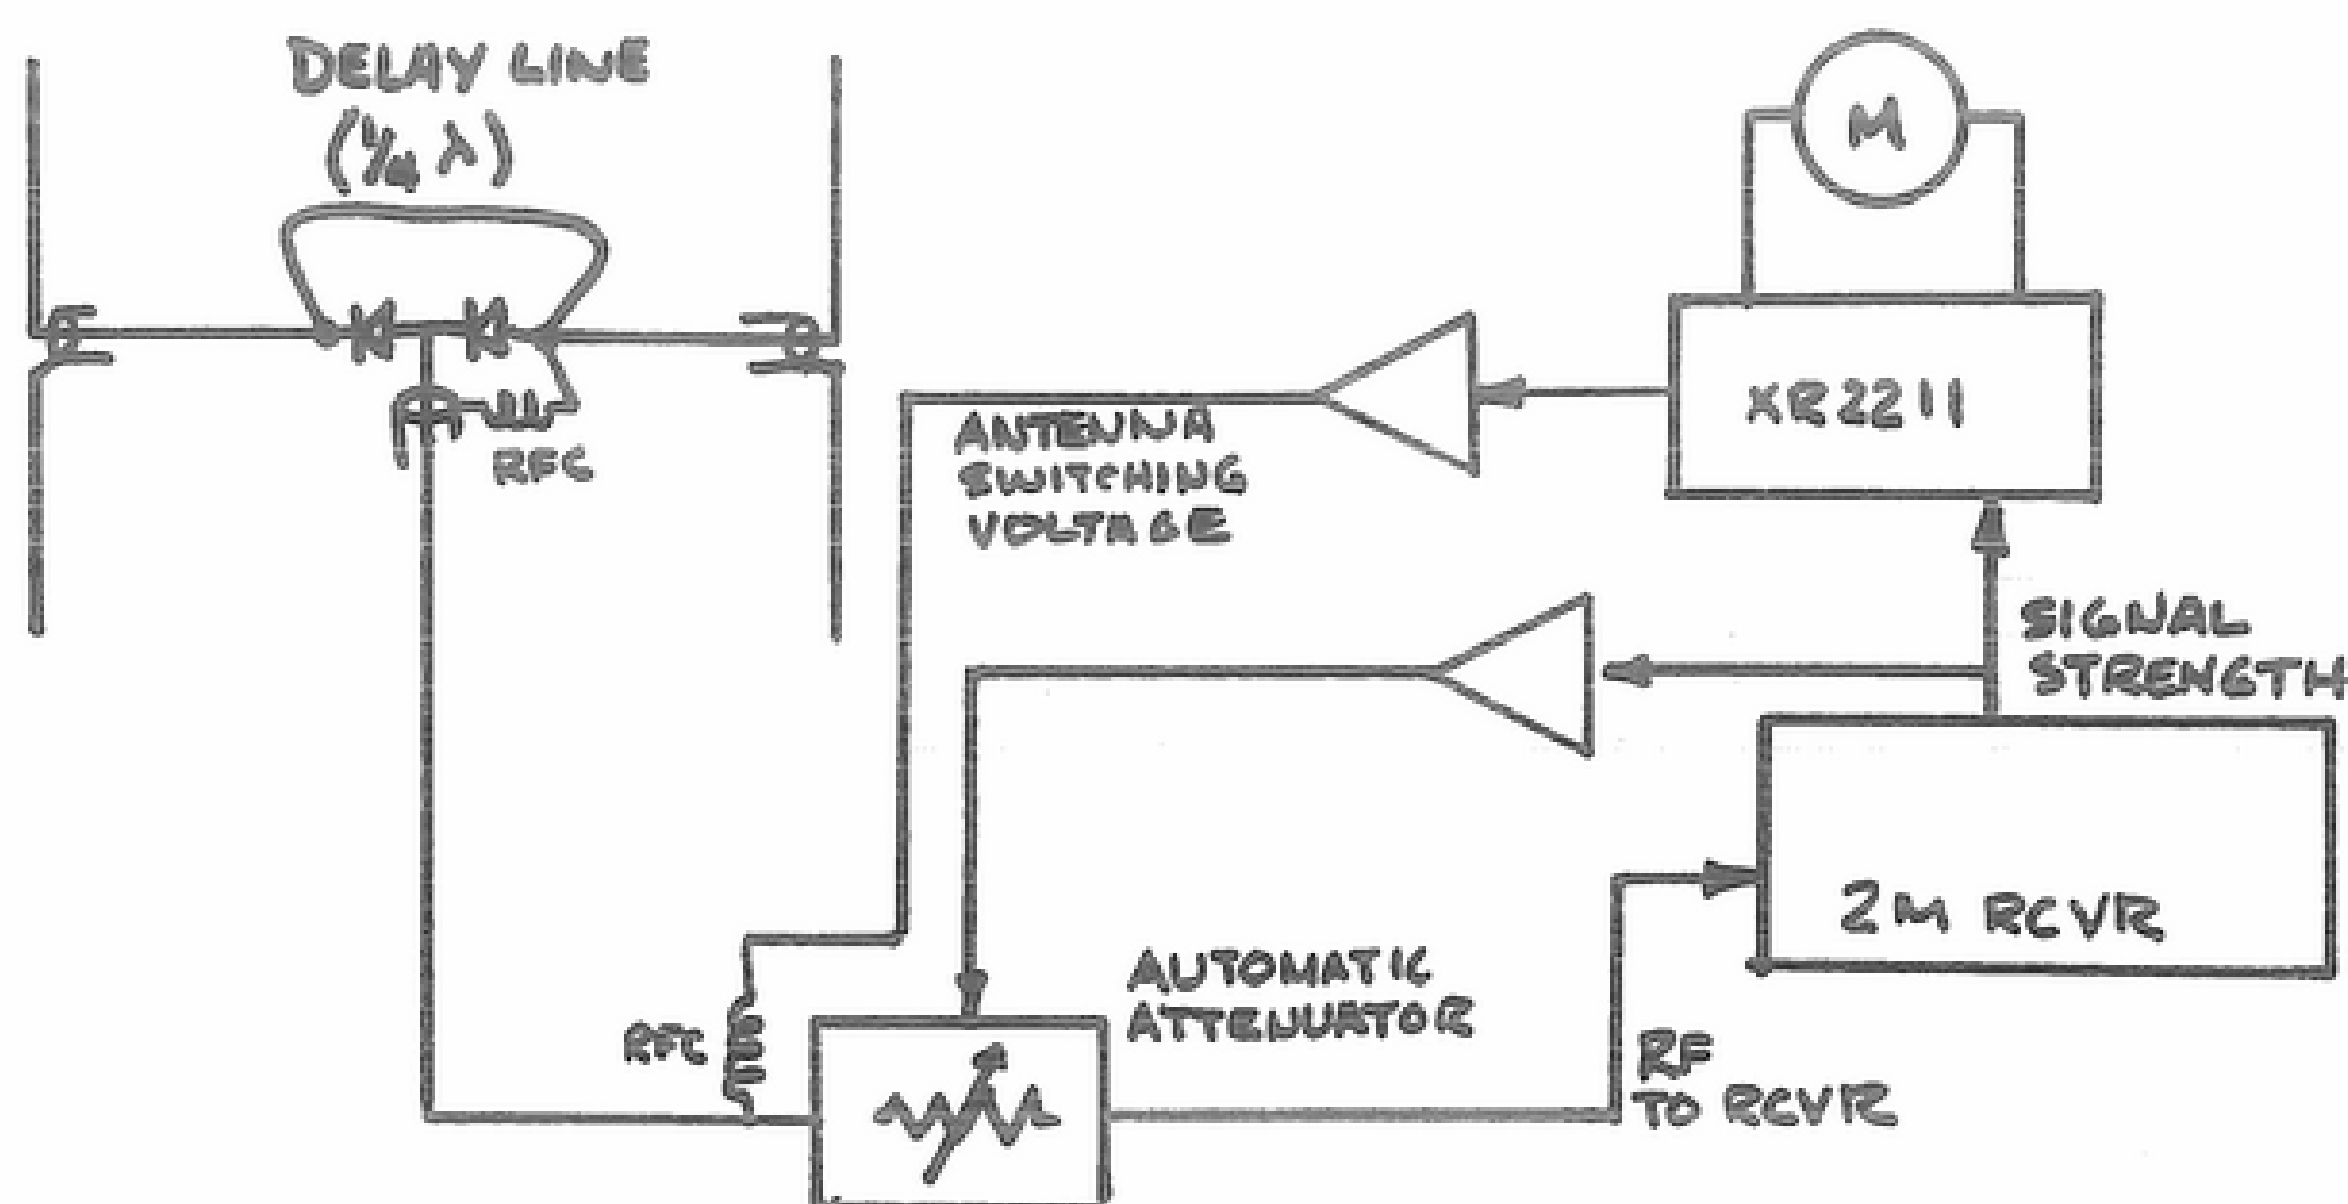 DELAY LINE
(1/4 λ)
M
XR2211
RFC
ANTENNA
SWITCHING
VOLTAGE
SIGNAL
STRENGTH
2M RCVR
AUTOMATIC
ATTENUATOR
RFC
RF
TO RCVR